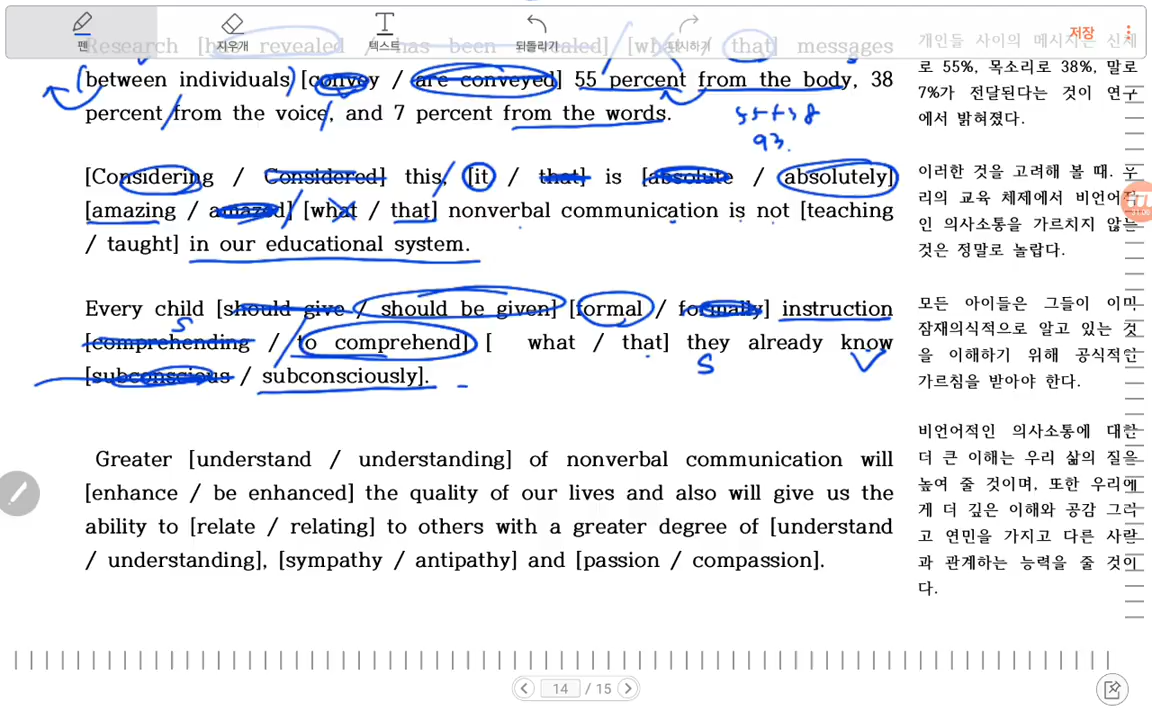 펜 지우개 텍스트 되돌리기 다시하기 저장
Research [has revealed / has been revealed] [what / that] messages
(between individuals) [convey / are conveyed] 55 percent from the body, 38
percent from the voice, and 7 percent from the words.
55+38
93.
[Considering / Considered] this, [it / that] is [absolute / absolutely]
[amazing / amazed] [what / that] nonverbal communication is not [teaching
/ taught] in our educational system.
Every child [should give / should be given] [formal / formally] instruction
S
[comprehending / to comprehend] [ what / that] they already know
S V
[subconscious / subconsciously].
Greater [understand / understanding] of nonverbal communication will
[enhance / be enhanced] the quality of our lives and also will give us the
ability to [relate / relating] to others with a greater degree of [understand
/ understanding], [sympathy / antipathy] and [passion / compassion].
개인들 사이의 메시지는 신체
로 55%, 목소리로 38%, 말로
7%가 전달된다는 것이 연구
에서 밝혀졌다.
이러한 것을 고려해 볼 때. 우
리의 교육 체제에서 비언어적
인 의사소통을 가르치지 않는
것은 정말로 놀랍다.
모든 아이들은 그들이 이미
잠재의식적으로 알고 있는 것
을 이해하기 위해 공식적인
가르침을 받아야 한다.
비언어적인 의사소통에 대한
더 큰 이해는 우리 삶의 질을
높여 줄 것이며, 또한 우리에
게 더 깊은 이해와 공감 그리
고 연민을 가지고 다른 사람
과 관계하는 능력을 줄 것이
다.
14 / 15